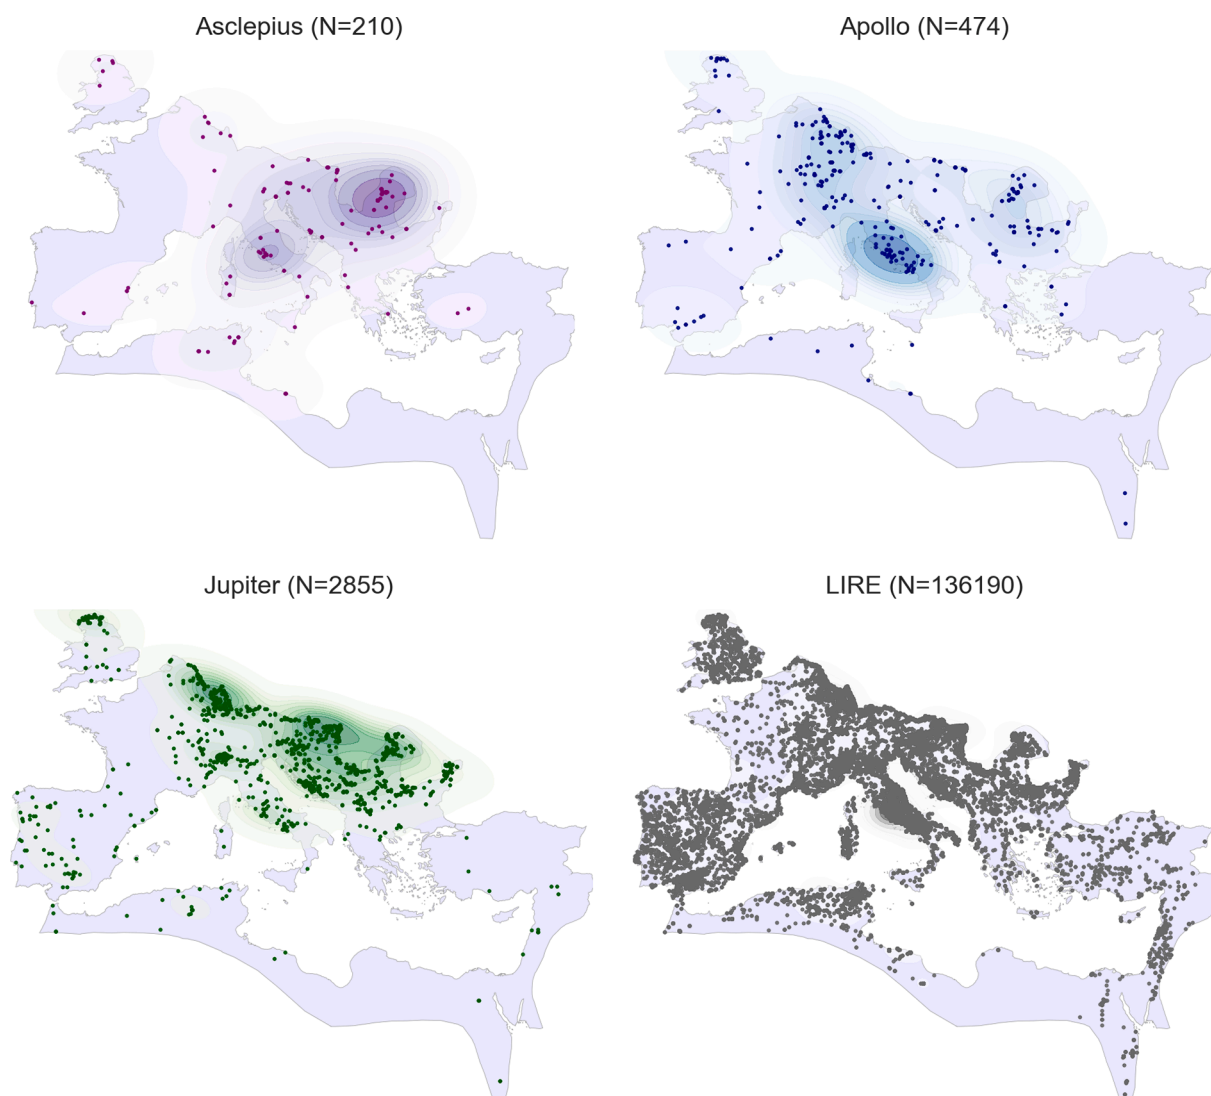 Asclepius (N=210)
Apollo (N=474)
Jupiter (N=2855)
LIRE (N=136190)